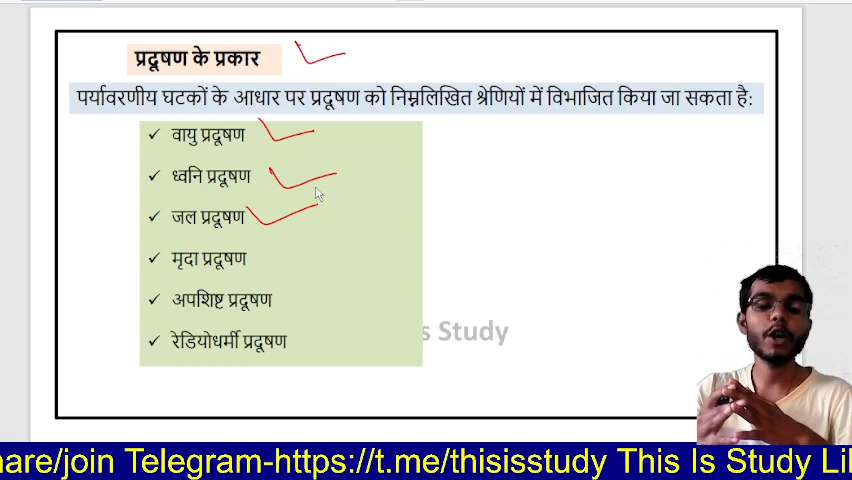 प्रदूषण के प्रकार
पर्यावरणीय घटकों के आधार पर प्रदूषण को निम्नलिखित श्रेणियों में विभाजित किया जा सकता है:
✓ वायु प्रदूषण
✓ ध्वनि प्रदूषण
✓ जल प्रदूषण
✓ मृदा प्रदूषण
✓ अपशिष्ट प्रदूषण
✓ रेडियोधर्मी प्रदूषण
s Study
hare/join Telegram-https://t.me/thisisstudy This Is Study Li